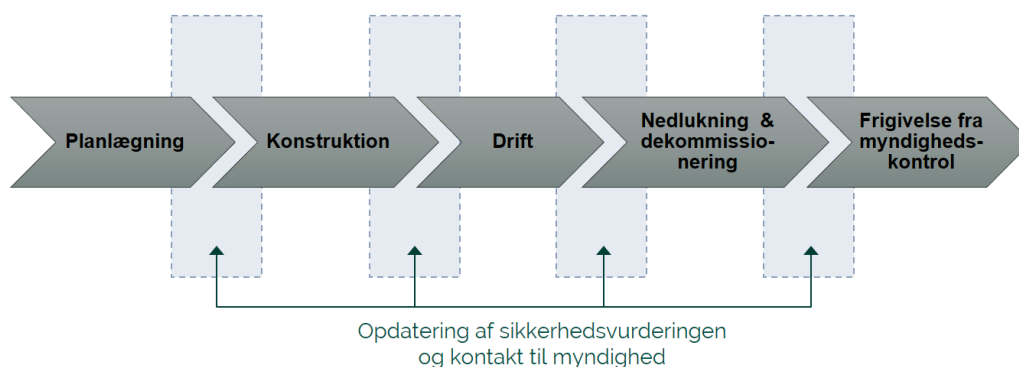 Planlægning
Konstruktion
Drift
Nedlukning & 
dekommissio-
nering
Frigivelse fra
myndigheds-
kontrol
Opdatering af sikkerhedsvurderingen
og kontakt til myndighed